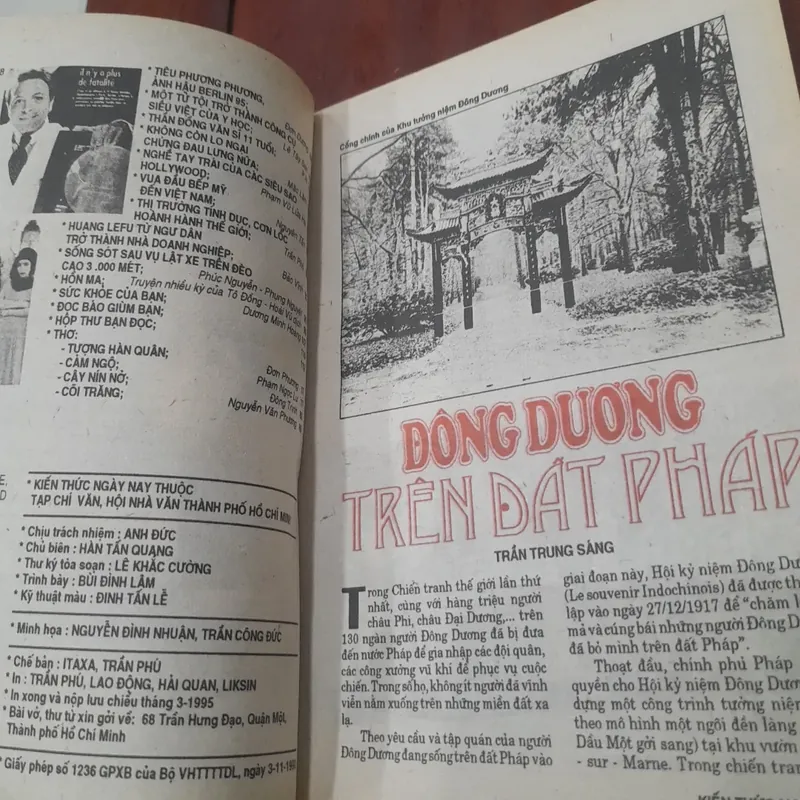 il n'y a plus
de fatalité
* TIÊU PHƯƠNG PHƯƠNG,
ÁNH HẬU BERLIN 95;
* MỘT TỬ TỘI TRỞ THÀNH CÔNG CỤ
SIÊU VIỆT CỦA Y HỌC;
* THẦN ĐỒNG VĂN SĨ 11 TUỔI;
* KHÔNG CÒN LO NGẠI
CHỨNG ĐAU LƯNG NỮA;
* NGHỀ TAY TRÁI CỦA CÁC SIÊU SAO
HOLLYWOOD;
* VUA ĐẦU BẾP MỸ
ĐẾN VIỆT NAM;
* THỊ TRƯỜNG TÌNH DỤC, CƠN LỐC
HOÀNH HÀNH THẾ GIỚI;
* HUANG LEFU TỪ NGƯ DÂN
TRỞ THÀNH NHÀ DOANH NGHIỆP;
* SỐNG SÓT SAU VỤ LẬT XE TRÊN ĐÈO
CAO 3.000 MÉT;
Phúc Nguyên - Phụng Nguyên
* HỒN MA;
Truyện nhiều kỳ của Tô Đồng - Hoài Vũ dịch
* SỨC KHỎE CỦA BẠN;
Dương Minh Hoàng
* ĐỌC BÁO GIÙM BẠN;
* HỘP THƯ BẠN ĐỌC;
* THƠ:
- TƯỢNG HÀN QUÂN;
Đơn Phương
- CẢM NGỘ;
Phạm Ngọc Lư
- CÂY NÍN NỞ;
Đông Trình
- CÕI TRĂNG;
Nguyễn Văn Phương
* KIẾN THỨC NGÀY NAY THUỘC
TẠP CHÍ VĂN, HỘI NHÀ VĂN THÀNH PHỐ HỒ CHÍ MINH
* Chịu trách nhiệm : ANH ĐỨC
* Chủ biên : HÀN TẤN QUANG
* Thư ký tòa soạn : LÊ KHẮC CƯỜNG
* Trình bày : BÙI ĐÌNH LÂM
* Kỹ thuật màu : ĐINH TẤN LỄ
* Minh họa : NGUYỄN ĐÌNH NHUẬN, TRẦN CÔNG ĐỨC
* Chế bản : ITAXA, TRẦN PHÚ
* In : TRẦN PHÚ, LAO ĐỘNG, HẢI QUAN, LIKSIN
* In xong và nộp lưu chiểu tháng 3-1995
* Bài vở, thư từ xin gởi về: 68 Trần Hưng Đạo, Quận Một,
Thành phố Hồ Chí Minh
* Giấy phép số 1236 GPXB của Bộ VHTTTTDL, ngày 3-11
Cổng chính của Khu tưởng niệm Đông Dương
ĐÔNG DƯƠNG
TRÊN ĐẤT PHÁP
TRẦN TRUNG SÁNG
Trong Chiến tranh thế giới lần thứ
nhất, cùng với hàng triệu người
châu Phi, châu Đại Dương,... trên
130 ngàn người Đông Dương đã bị đưa
đến nước Pháp để gia nhập các đội quân,
các công xưởng vũ khí để phục vụ cuộc
chiến. Trong số họ, không ít người đã vĩnh
viễn nằm xuống trên những miền đất xa
lạ.
Theo yêu cầu và tập quán của người
Đông Dương đang sống trên đất Pháp vào
giai đoạn này, Hội kỷ niệm Đông Dư
(Le souvenir Indochinois) đã được th
lập vào ngày 27/12/1917 để “chăm l
mả và cúng bái những người Đông D
đã bỏ mình trên đất Pháp”.
Thoạt đầu, chính phủ Pháp
quyền cho Hội kỷ niệm Đông Dươ
dựng một công trình tưởng niệ
theo mô hình một ngôi đền làng
Dầu Một gởi sang) tại khu vườn
- sur - Marne. Trong chiến tran